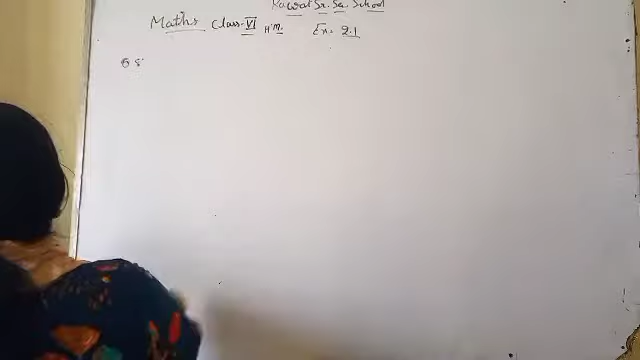 Rawat Sr. Sec. School
Maths Class-VI H.M. Ex- 2.1